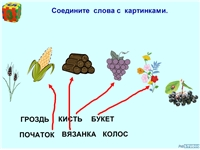 Соедините слова с картинками.
ГРОЗДЬ КИСТЬ БУКЕТ
ПОЧАТОК ВЯЗАНКА КОЛОС